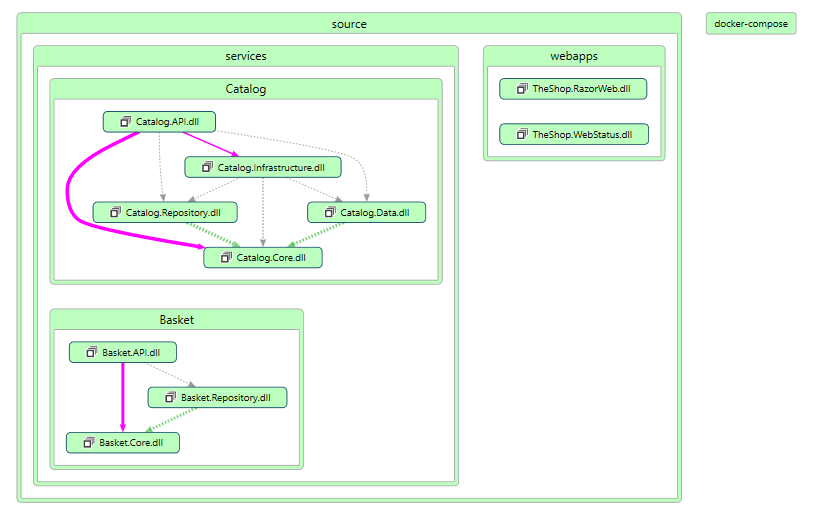 source
docker-compose
services
webapps
Catalog
TheShop.RazorWeb.dll
Catalog.API.dll
TheShop.WebStatus.dll
Catalog.Infrastructure.dll
Catalog.Repository.dll
Catalog.Data.dll
Catalog.Core.dll
Basket
Basket.API.dll
Basket.Repository.dll
Basket.Core.dll